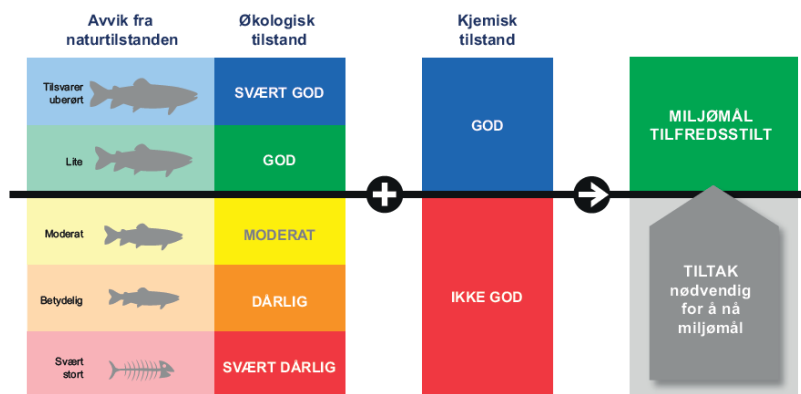 Avvik fra
naturtilstanden
Økologisk
tilstand
Kjemisk
tilstand
Tilsvarer
uberørt
SVÆRT GOD
Lite
GOD
GOD
MILJØMÅL
TILFREDSSTILT
Moderat
MODERAT
Betydelig
DÅRLIG
Svært
stort
SVÆRT DÅRLIG
IKKE GOD
TILTAK
nødvendig
for å nå
miljømål